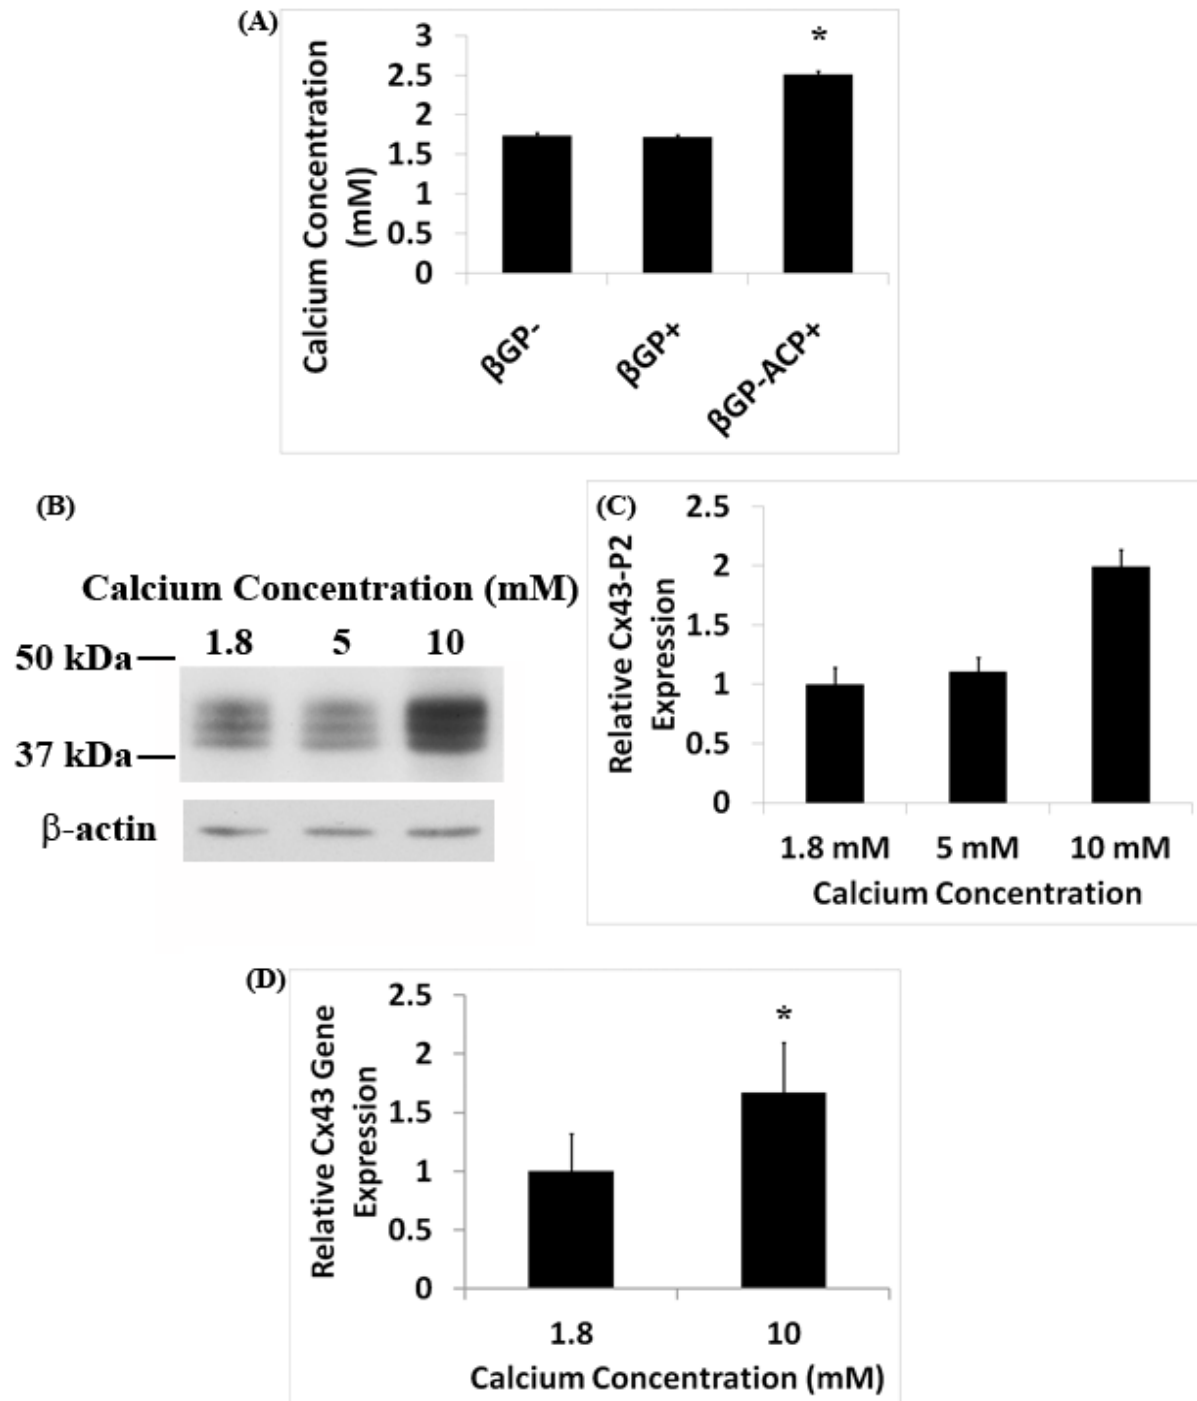 (A)
Calcium Concentration
(mM)
3
*
2.5
2
1.5
1
0.5
0
βGP-
βGP+
βGP-ACP+
(B)
Calcium Concentration (mM)
1.8 5 10
50 kDa
37 kDa
β-actin
(C)
Relative Cx43-P2
Expression
2.5
2
1.5
1
0.5
0
1.8 mM 5 mM 10 mM
Calcium Concentration
(D)
Relative Cx43 Gene
Expression
2.5
*
2
1.5
1
0.5
0
1.8 10
Calcium Concentration (mM)